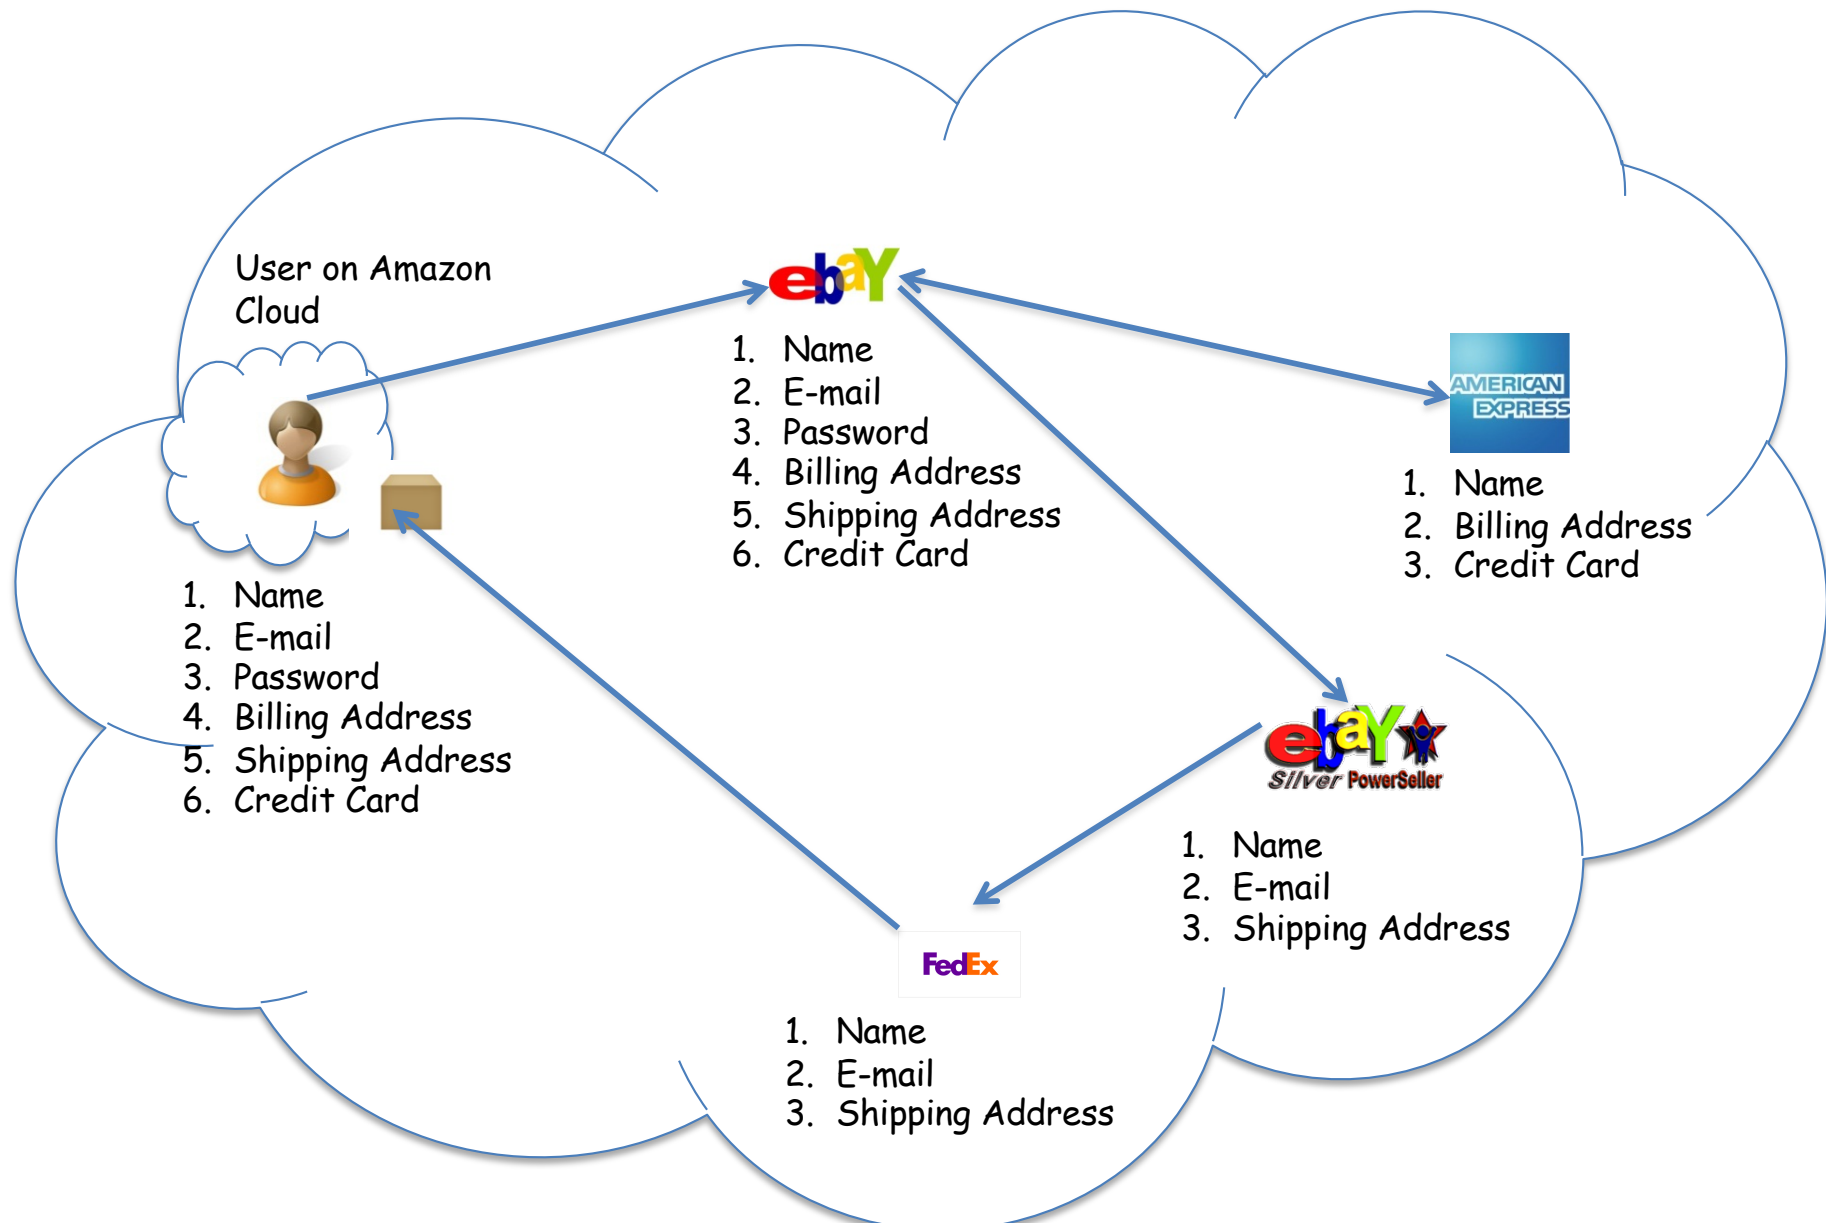 User on Amazon
Cloud
ebaY
1. Name
2. E-mail
3. Password
4. Billing Address
5. Shipping Address
6. Credit Card
AMERICAN
EXPRESS
1. Name
2. Billing Address
3. Credit Card
1. Name
2. E-mail
3. Password
4. Billing Address
5. Shipping Address
6. Credit Card
ebaY
Silver PowerSeller
1. Name
2. E-mail
3. Shipping Address
FedEx
1. Name
2. E-mail
3. Shipping Address